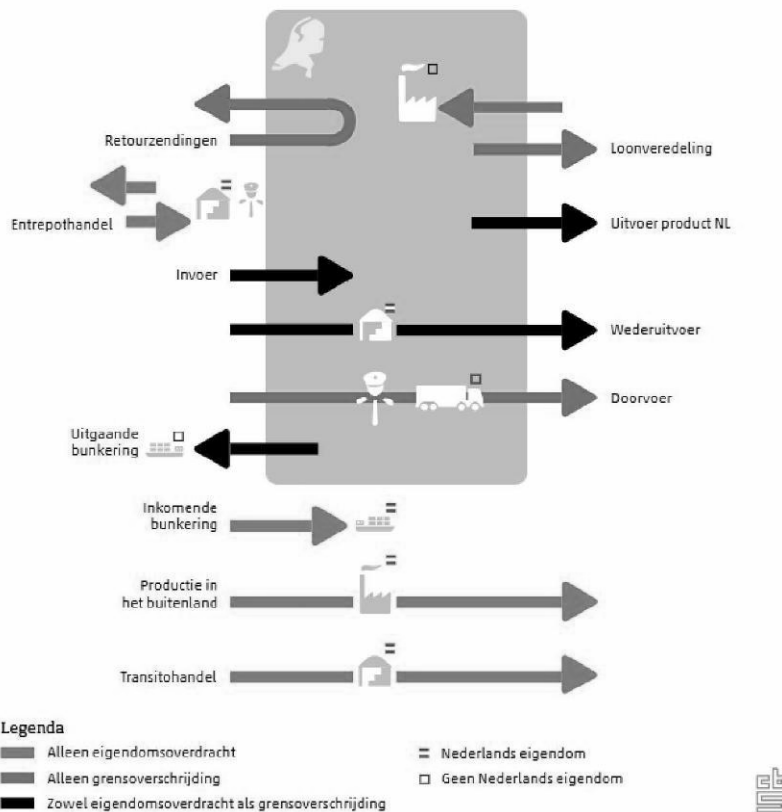 Retourzendingen
Loonveredeling
Entrepothandel
Uitvoer product NL
Invoer
Wederuitvoer
Doorvoer
Uitgaande
bunkering
Inkomende
bunkering
Productie in
het buitenland
Transitohandel
Legenda
Alleen eigendomsoverdracht
Alleen grensoverschrijding
Zowel eigendomsoverdracht als grensoverschrijding
Nederlands eigendom
Geen Nederlands eigendom